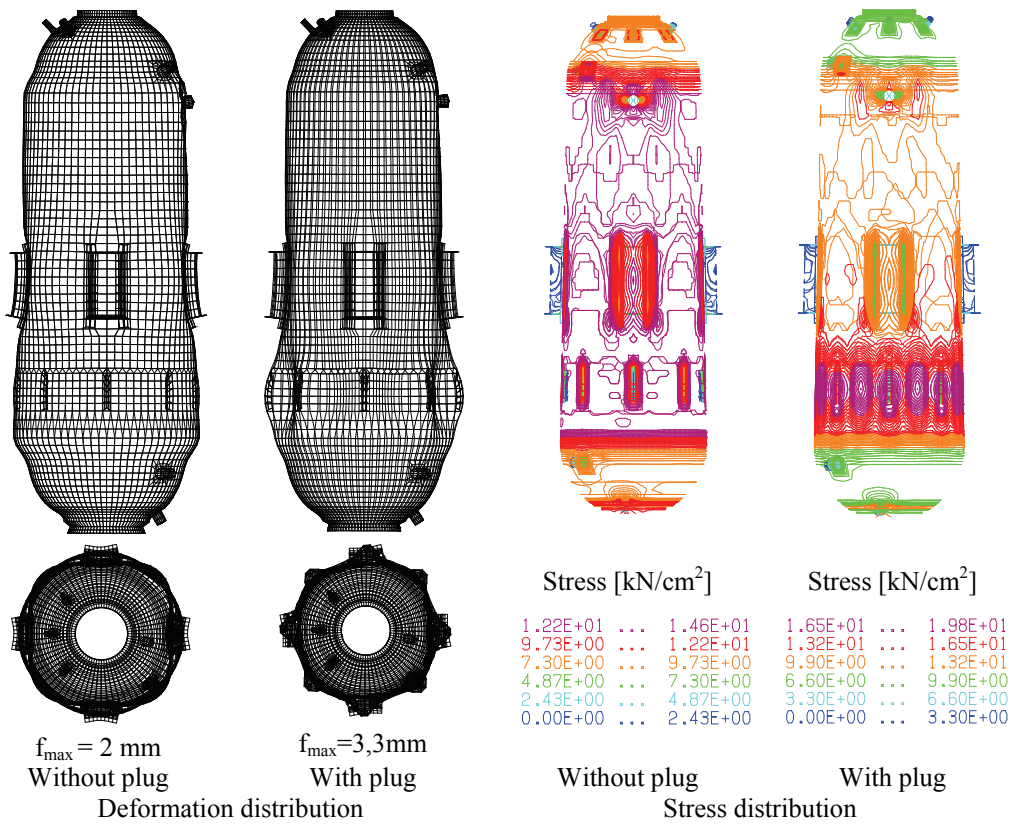 Stress [kN/cm²] Stress [kN/cm²]
1.22E+01 ... 1.46E+01 1.65E+01 ... 1.98E+01
9.73E+00 ... 1.22E+01 1.32E+01 ... 1.65E+01
7.30E+00 ... 9.73E+00 9.90E+00 ... 1.32E+01
4.87E+00 ... 7.30E+00 6.60E+00 ... 9.90E+00
2.43E+00 ... 4.87E+00 3.30E+00 ... 6.60E+00
0.00E+00 ... 2.43E+00 0.00E+00 ... 3.30E+00
fmax = 2 mm fmax=3,3mm
Without plug With plug Without plug With plug
Deformation distribution Stress distribution